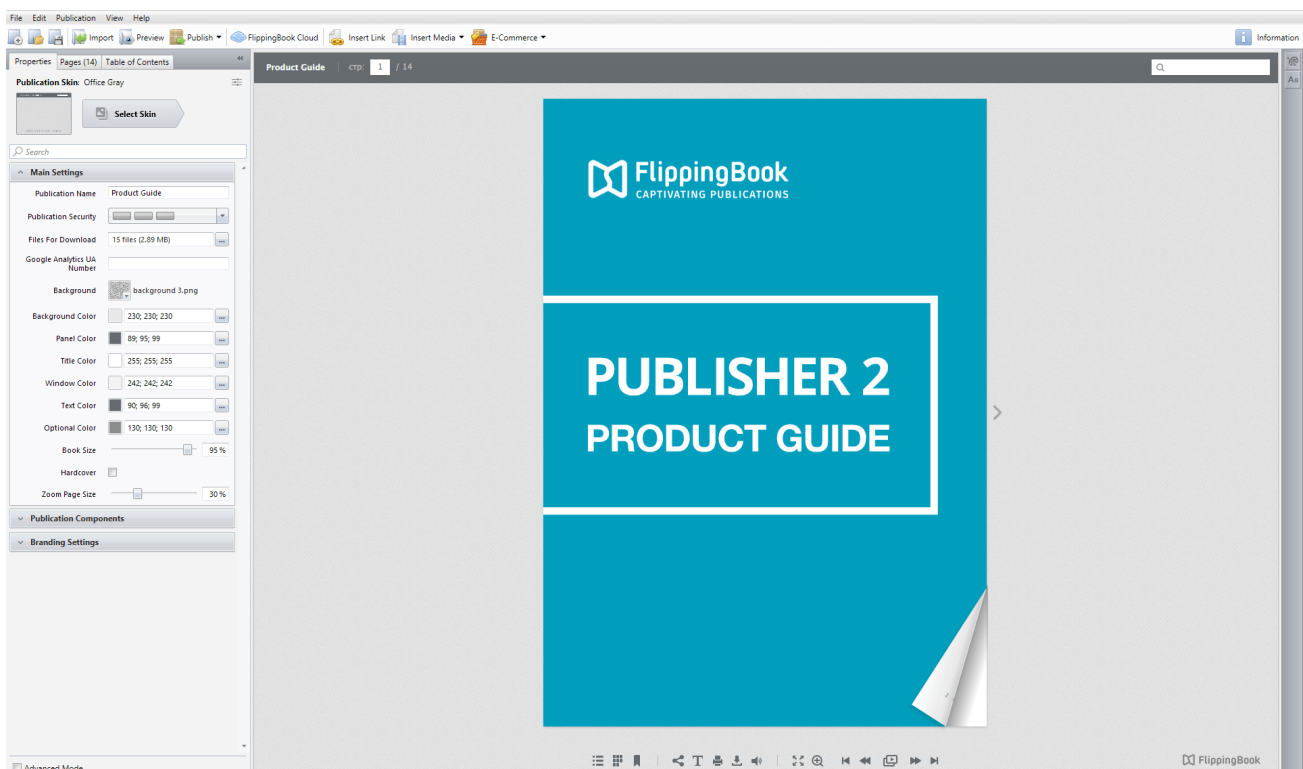 File Edit Publication View Help
Import Preview Publish FlippingBook Cloud Insert Link Insert Media E-Commerce Information
Properties Pages (14) Table of Contents
Publication Skin: Office Gray
Select Skin
Search
Main Settings
Publication Name Product Guide
Publication Security
Files For Download 15 files (2.89 MB) ...
Google Analytics UA
Number
Background background 3.png
Background Color 230; 230; 230 ...
Panel Color 89; 95; 99 ...
Title Color 255; 255; 255 ...
Window Color 242; 242; 242 ...
Text Color 90; 96; 99 ...
Optional Color 130; 130; 130 ...
Book Size 95 %
Hardcover
Zoom Page Size 30 %
Publication Components
Branding Settings
Advanced Mode
Product Guide стр: 1 / 14
Aa
FlippingBook
CAPTIVATING PUBLICATIONS
PUBLISHER 2
PRODUCT GUIDE
FlippingBook